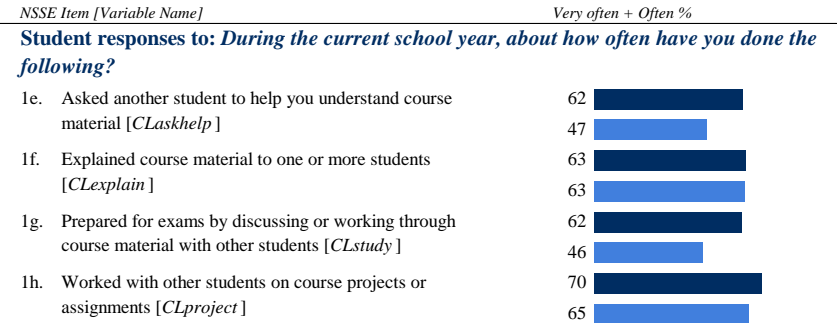 NSSE Item [Variable Name] Very often + Often %
Student responses to: During the current school year, about how often have you done the
following?
1e. Asked another student to help you understand course 62
material [CLaskhelp ] 47
1f. Explained course material to one or more students 63
[CLexplain ] 63
1g. Prepared for exams by discussing or working through 62
course material with other students [CLstudy ] 46
1h. Worked with other students on course projects or 70
assignments [CLproject ] 65